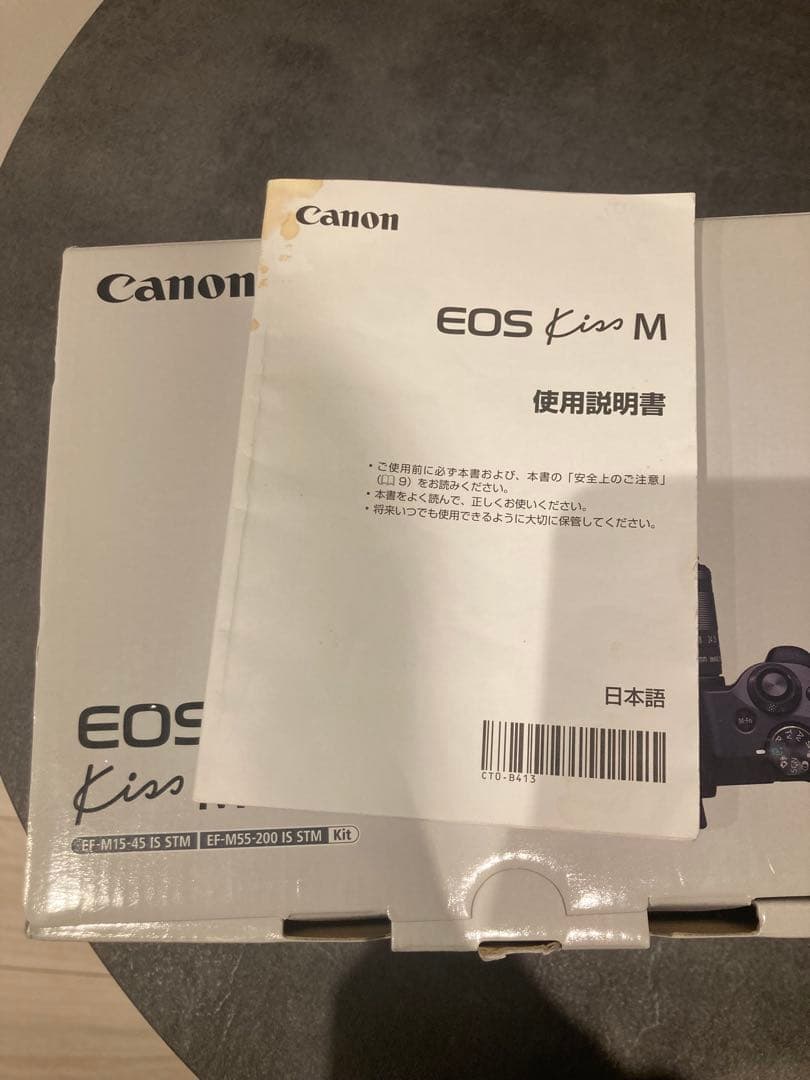 Canon
EOS Kiss M
使用説明書
・ご使用前に必ず本書および、本書の「安全上のご注意」
(📖 9) をお読みください。
・本書をよく読んで、正しくお使いください。
・将来いつでも使用できるように大切に保管してください。
日本語
CT0-B413
Canon
EOS
Kiss M
EF-M15-45 IS STM EF-M55-200 IS STM Kit
M-Fn